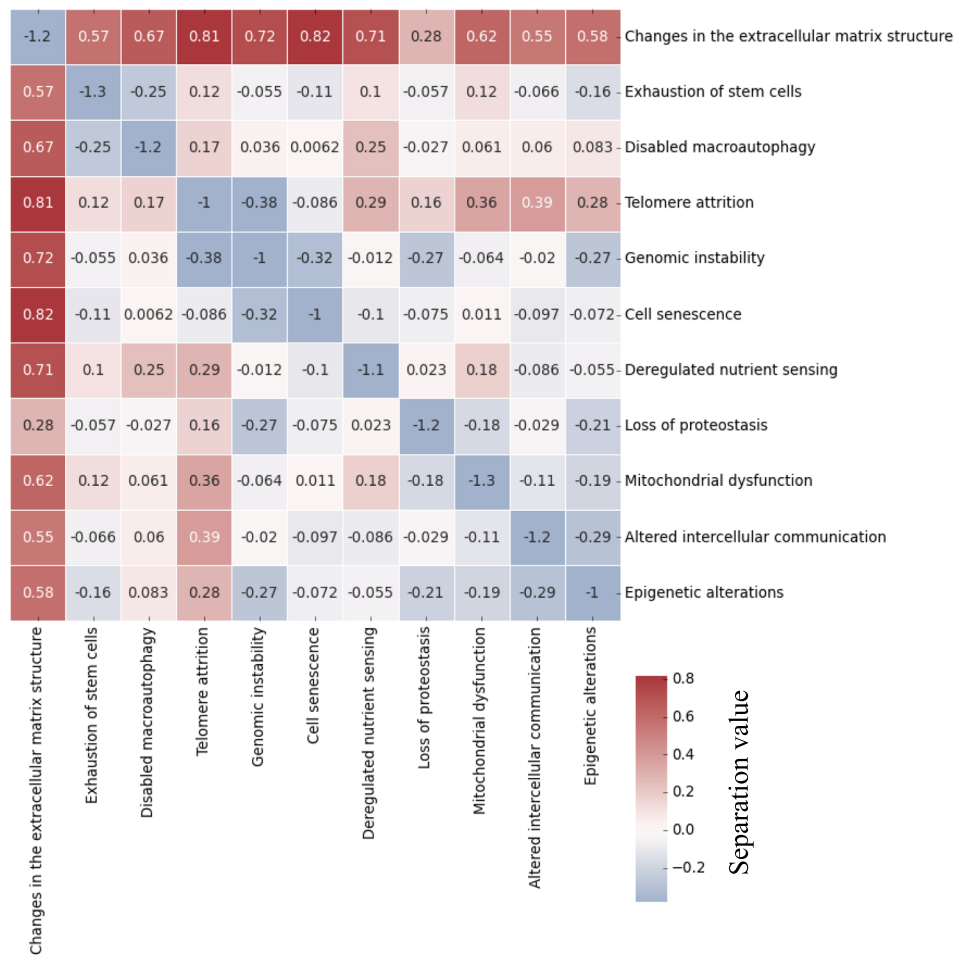 -1.2 0.57 0.67 0.81 0.72 0.82 0.71 0.28 0.62 0.55 0.58 Changes in the extracellular matrix structure
0.57 -1.3 -0.25 0.12 -0.055 -0.11 0.1 -0.057 0.12 -0.066 -0.16 Exhaustion of stem cells
0.67 -0.25 -1.2 0.17 0.036 0.0062 0.25 -0.027 0.061 0.06 0.083 Disabled macroautophagy
0.81 0.12 0.17 -1 -0.38 -0.086 0.29 0.16 0.36 0.39 0.28 Telomere attrition
0.72 -0.055 0.036 -0.38 -1 -0.32 -0.012 -0.27 -0.064 -0.02 -0.27 Genomic instability
0.82 -0.11 0.0062 -0.086 -0.32 -1 -0.1 -0.075 0.011 -0.097 -0.072 Cell senescence
0.71 0.1 0.25 0.29 -0.012 -0.1 -1.1 0.023 0.18 -0.086 -0.055 Deregulated nutrient sensing
0.28 -0.057 -0.027 0.16 -0.27 -0.075 0.023 -1.2 -0.18 -0.029 -0.21 Loss of proteostasis
0.62 0.12 0.061 0.36 -0.064 0.011 0.18 -0.18 -1.3 -0.11 -0.19 Mitochondrial dysfunction
0.55 -0.066 0.06 0.39 -0.02 -0.097 -0.086 -0.029 -0.11 -1.2 -0.29 Altered intercellular communication
0.58 -0.16 0.083 0.28 -0.27 -0.072 -0.055 -0.21 -0.19 -0.29 -1 Epigenetic alterations
Changes in the extracellular matrix structure
Exhaustion of stem cells
Disabled macroautophagy
Telomere attrition
Genomic instability
Cell senescence
Deregulated nutrient sensing
Loss of proteostasis
Mitochondrial dysfunction
Altered intercellular communication
Epigenetic alterations
0.8
0.6
0.4
0.2
0.0
−0.2
Separation value